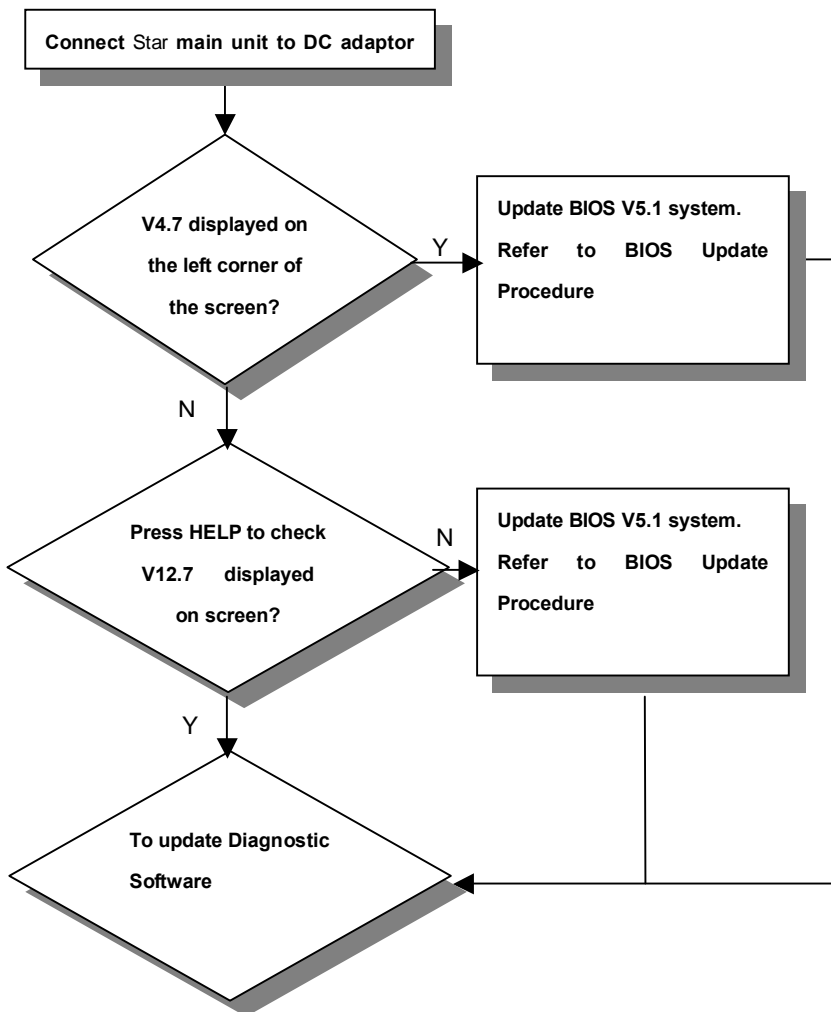 Connect Star main unit to DC adaptor
V4.7 displayed on
the left corner of
the screen?
Y
Update BIOS V5.1 system.
Refer to BIOS Update
Procedure
N
Press HELP to check
V12.7 displayed
on screen?
N
Update BIOS V5.1 system.
Refer to BIOS Update
Procedure
Y
To update Diagnostic
Software